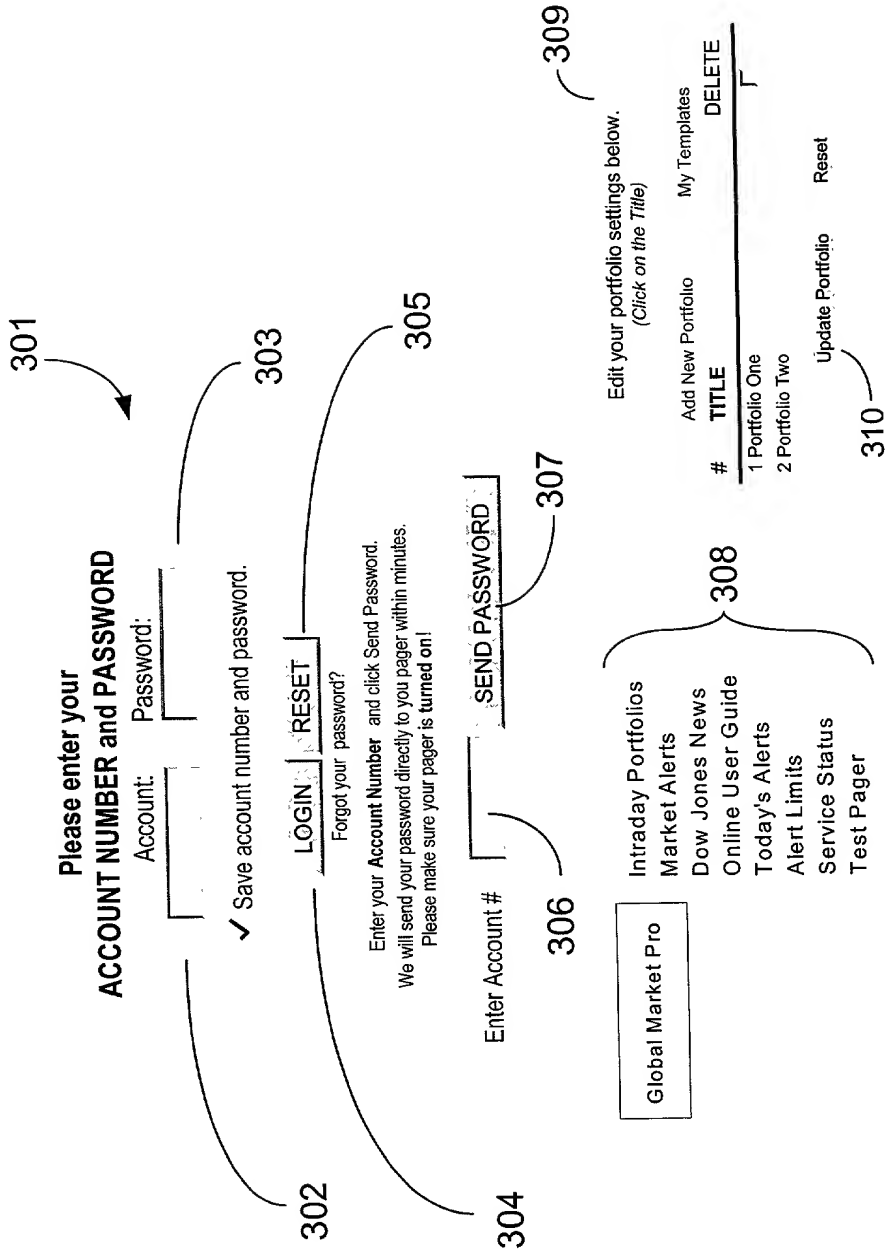 301
Please enter your
ACCOUNT NUMBER and PASSWORD
Account: Password:
302
303
✓ Save account number and password.
LOGIN RESET
304
305
Forgot your password?
Enter your Account Number and click Send Password.
We will send your password directly to you pager within minutes.
Please make sure your pager is turned on!
Enter Account # SEND PASSWORD
306
307
Global Market Pro
Intraday Portfolios
Market Alerts
Dow Jones News
Online User Guide
Today's Alerts
Alert Limits
Service Status
Test Pager
308
309
Edit your portfolio settings below.
(Click on the Title)
Add New Portfolio My Templates
# TITLE DELETE
1 Portfolio One
2 Portfolio Two
Update Portfolio Reset
310